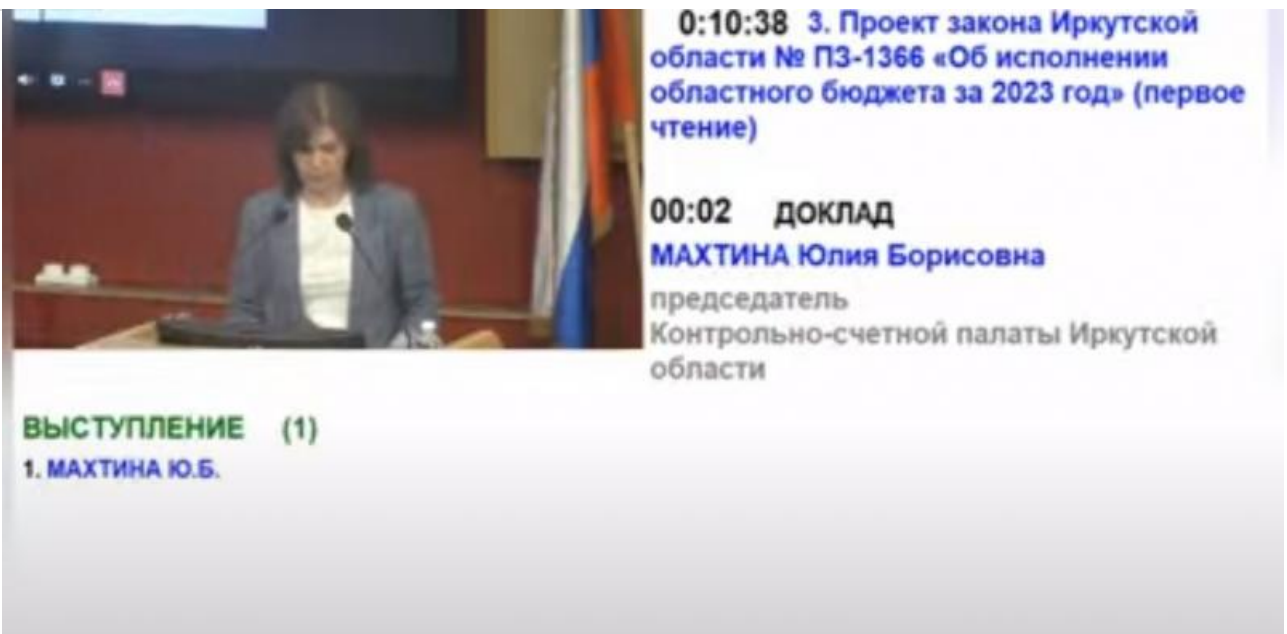 0:10:38 3. Проект закона Иркутской
области № ПЗ-1366 «Об исполнении
областного бюджета за 2023 год» (первое
чтение)
00:02 ДОКЛАД
МАХТИНА Юлия Борисовна
председатель
Контрольно-счетной палаты Иркутской
области
ВЫСТУПЛЕНИЕ (1)
1. МАХТИНА Ю.Б.